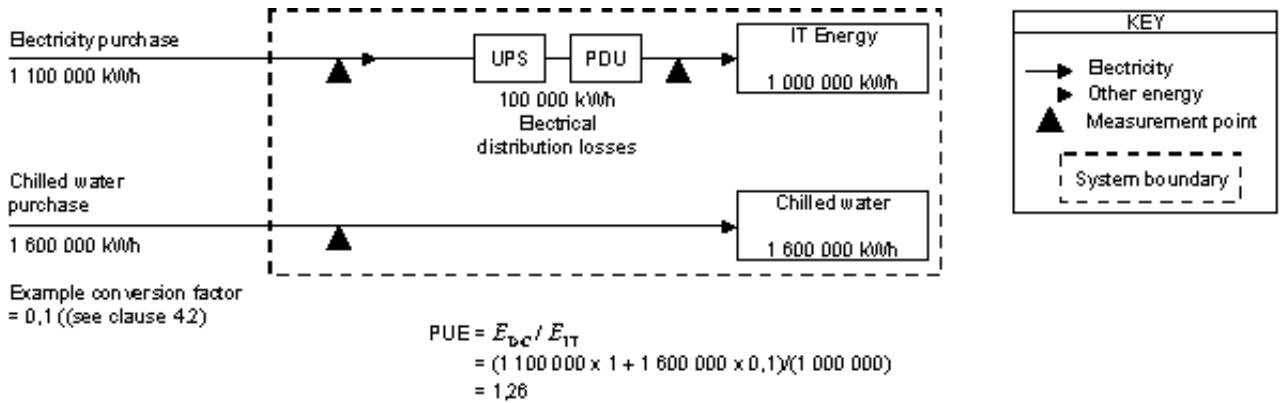 Electricity purchase
1 100 000 kWh
UPS
PDU
100 000 kWh
Electrical
distribution losses
IT Energy
1 000 000 kWh
Chilled water
purchase
1 600 000 kWh
Chilled water
1 600 000 kWh
Example conversion factor
= 0,1 ((see clause 4.2)
PUE = E_DC / E_IT
= (1 100 000 x 1 + 1 600 000 x 0,1)/(1 000 000)
= 1,26
KEY
Electricity
Other energy
Measurement point
System boundary